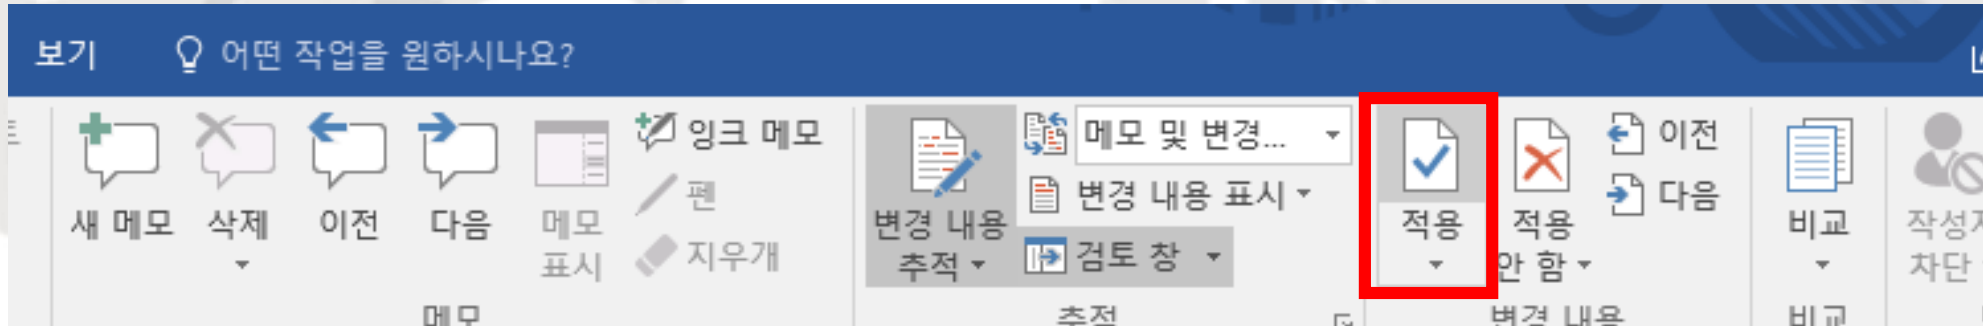 보기 어떤 작업을 원하시나요?
새 메모
삭제
이전
다음
메모
표시
잉크 메모
펜
지우개
변경 내용
추적
메모 및 변경...
변경 내용 표시
검토 창
적용
적용
안 함
이전
다음
비교
차단
메모
추적
변경 내용
비교